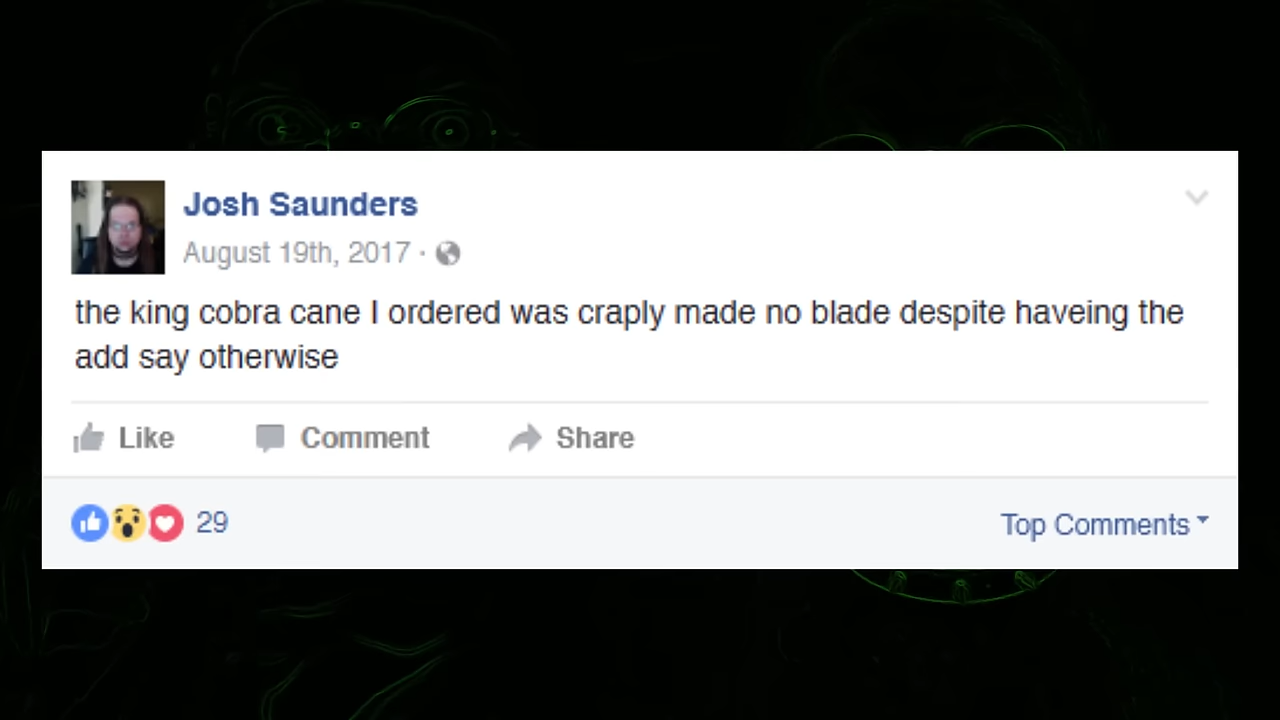 Josh Saunders
August 19th, 2017 ·
the king cobra cane I ordered was craply made no blade despite haveing the
add say otherwise
Like Comment Share
29 Top Comments